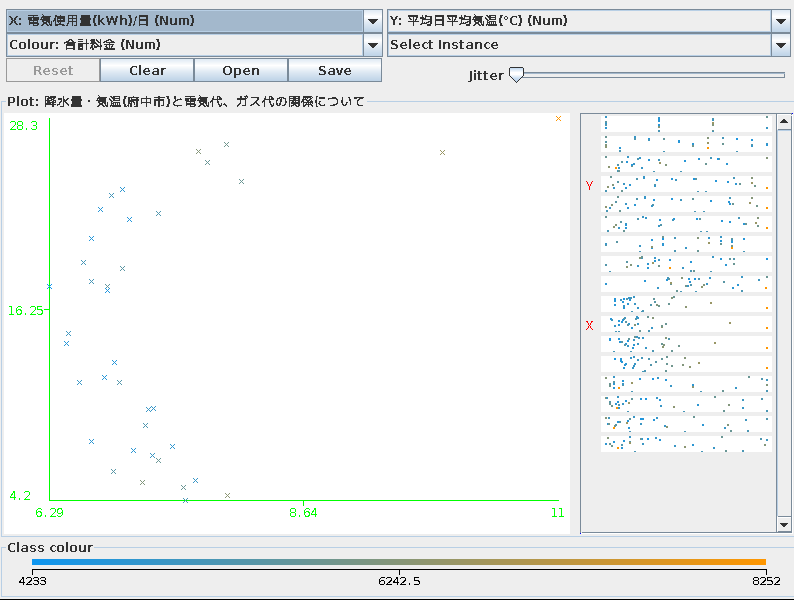 X: 電気使用量(kWh)/日 (Num)
Y: 平均日平均気温(°C) (Num)
Colour: 合計料金 (Num)
Select Instance
Reset
Clear
Open
Save
Jitter
Plot: 降水量・気温(府中市)と電気代、ガス代の関係について
28.3
16.25
4.2
6.29
8.64
11
Y
X
Class colour
4233
6242.5
8252